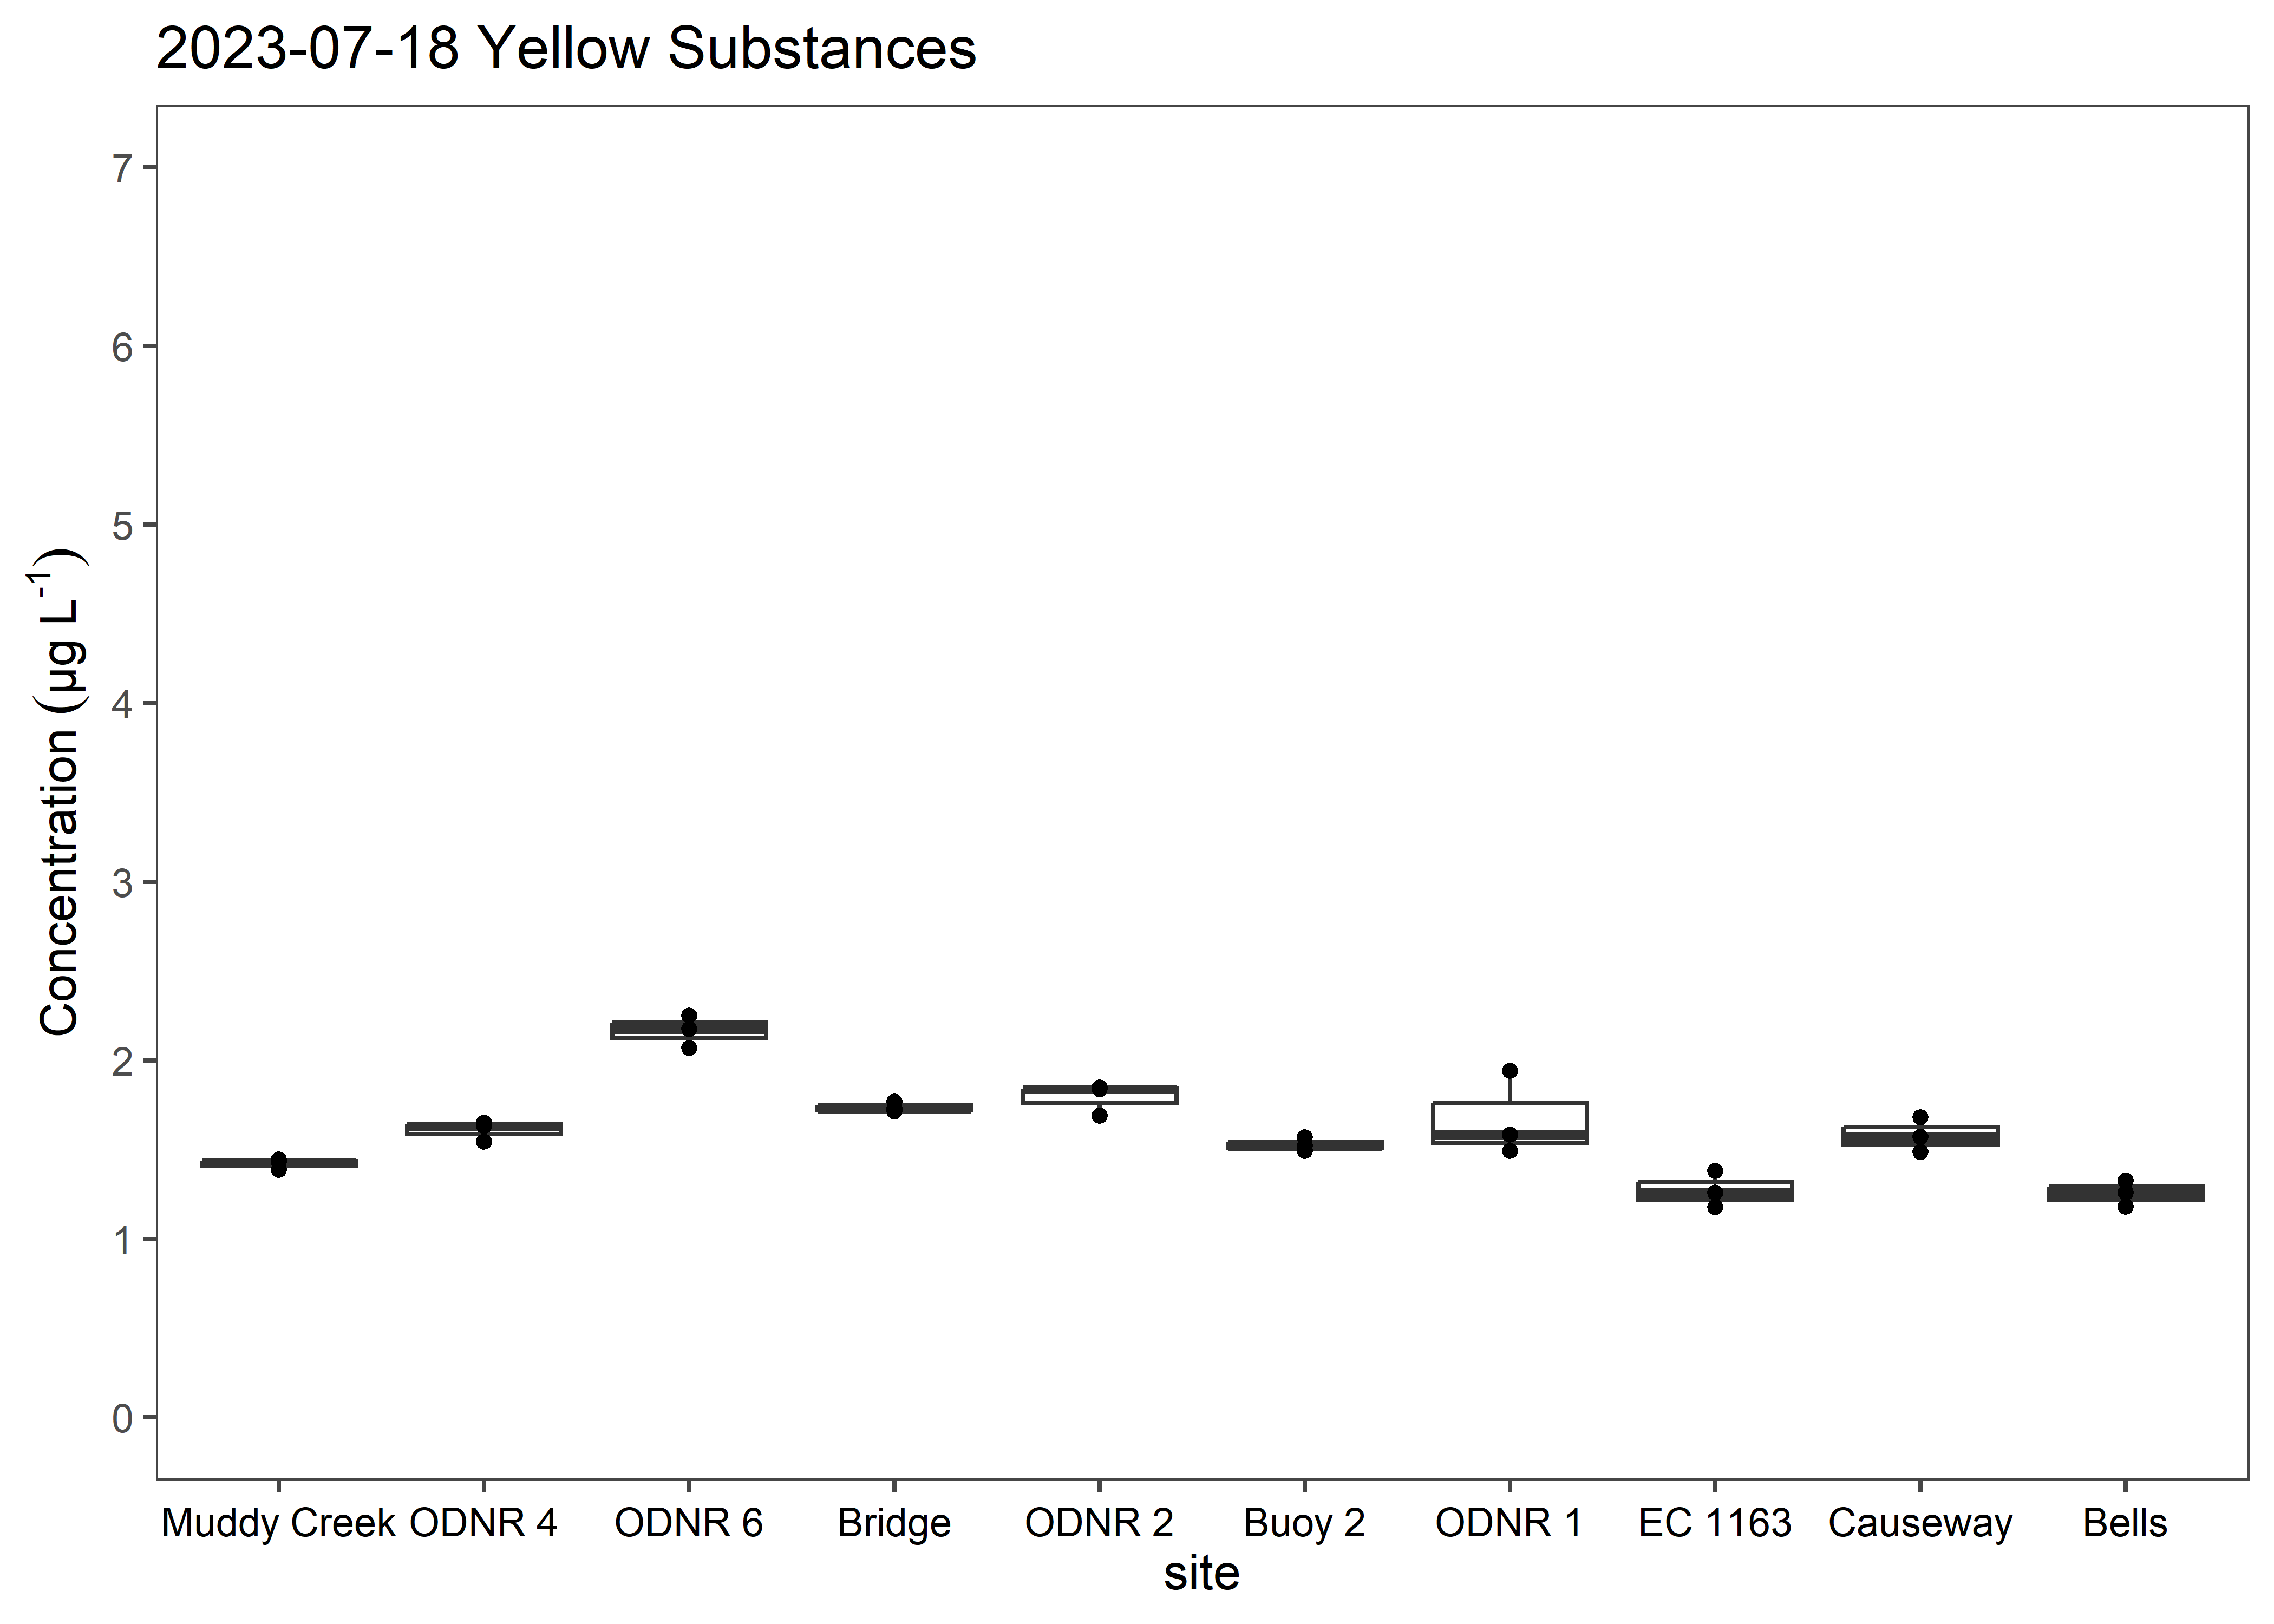 2023-07-18 Yellow Substances
Concentration (µg L⁻¹)
7
6
5
4
3
2
1
0
Muddy Creek ODNR 4 ODNR 6 Bridge ODNR 2 Buoy 2 ODNR 1 EC 1163 Causeway Bells
site